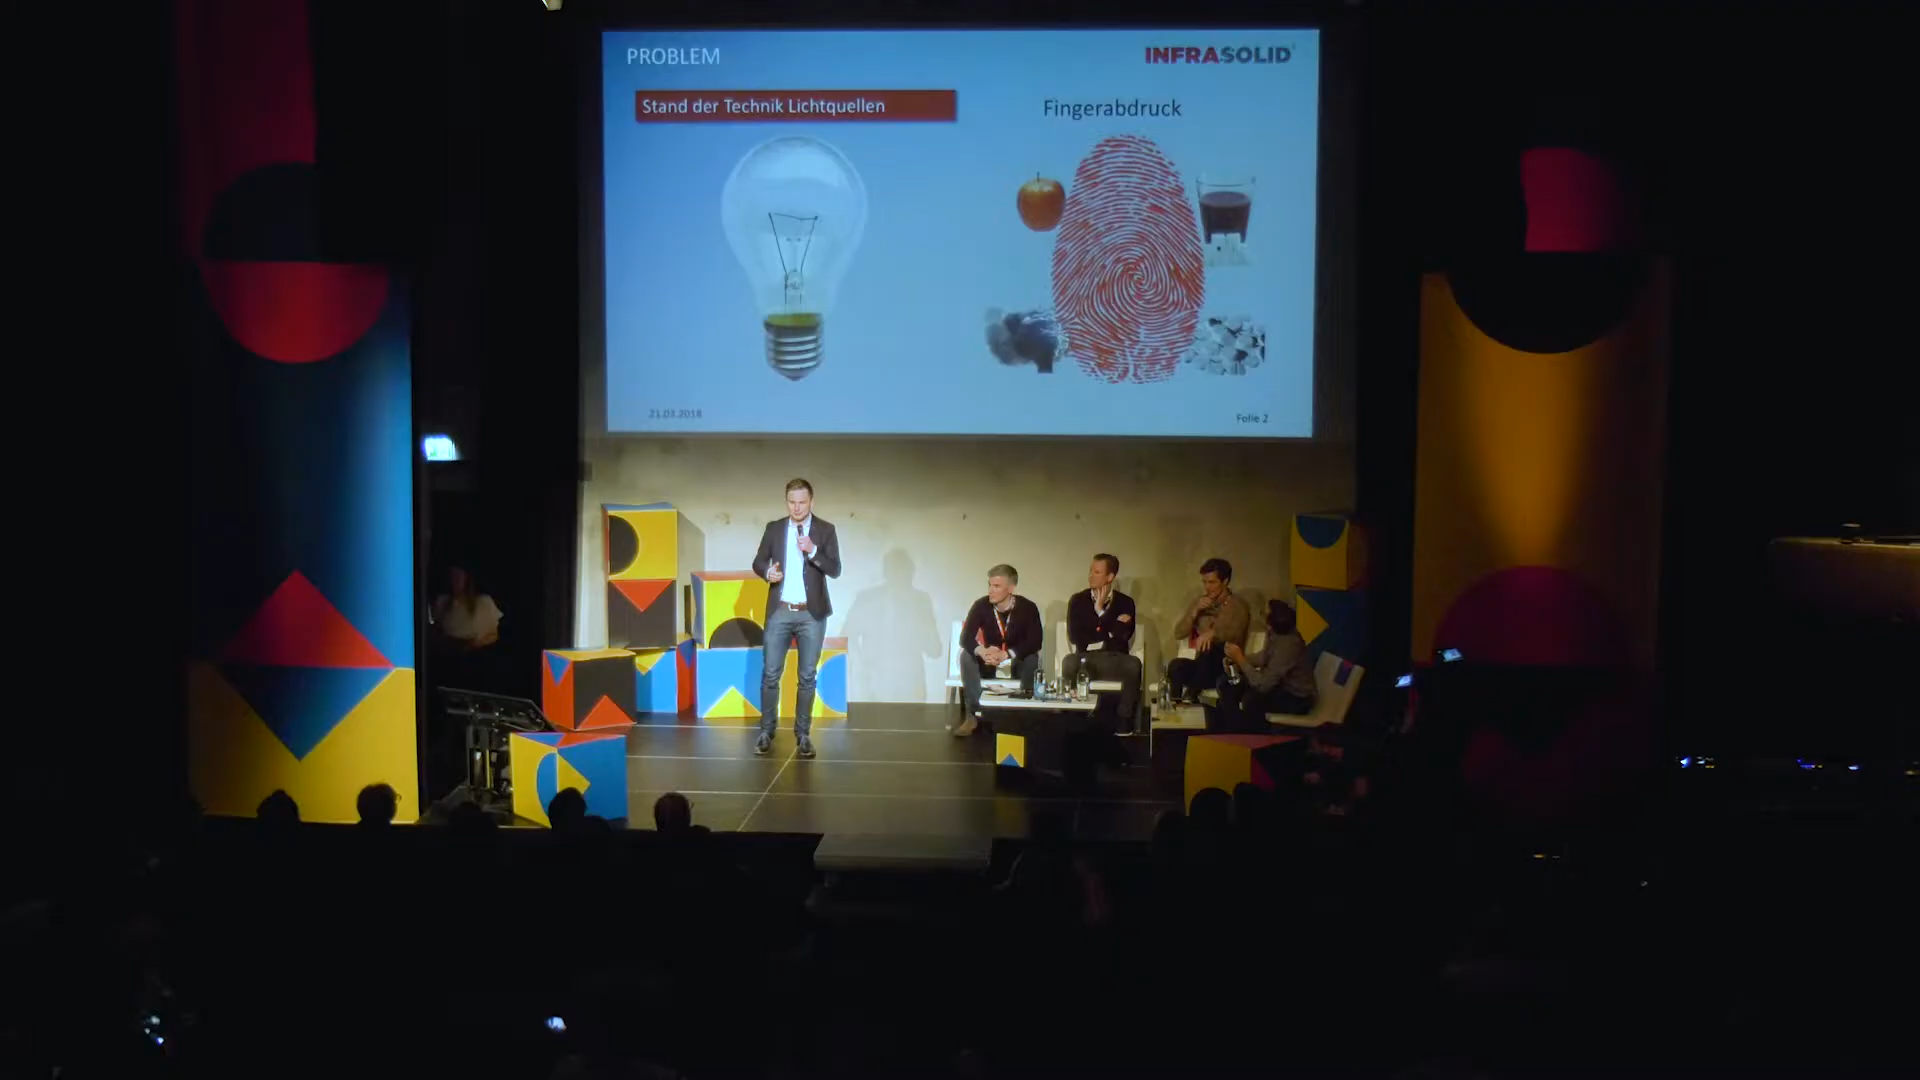 PROBLEM
INFRASOLID
Stand der Technik Lichtquellen
Fingerabdruck
21.03.2018
Folie 2